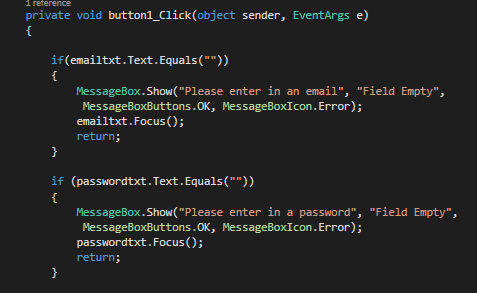 1 reference
private void button1_Click(object sender, EventArgs e)
{
if(emailtxt.Text.Equals(""))
{
MessageBox.Show("Please enter in an email", "Field Empty",
MessageBoxButtons.OK, MessageBoxIcon.Error);
emailtxt.Focus();
return;
}
if (passwordtxt.Text.Equals(""))
{
MessageBox.Show("Please enter in a password", "Field Empty",
MessageBoxButtons.OK, MessageBoxIcon.Error);
passwordtxt.Focus();
return;
}